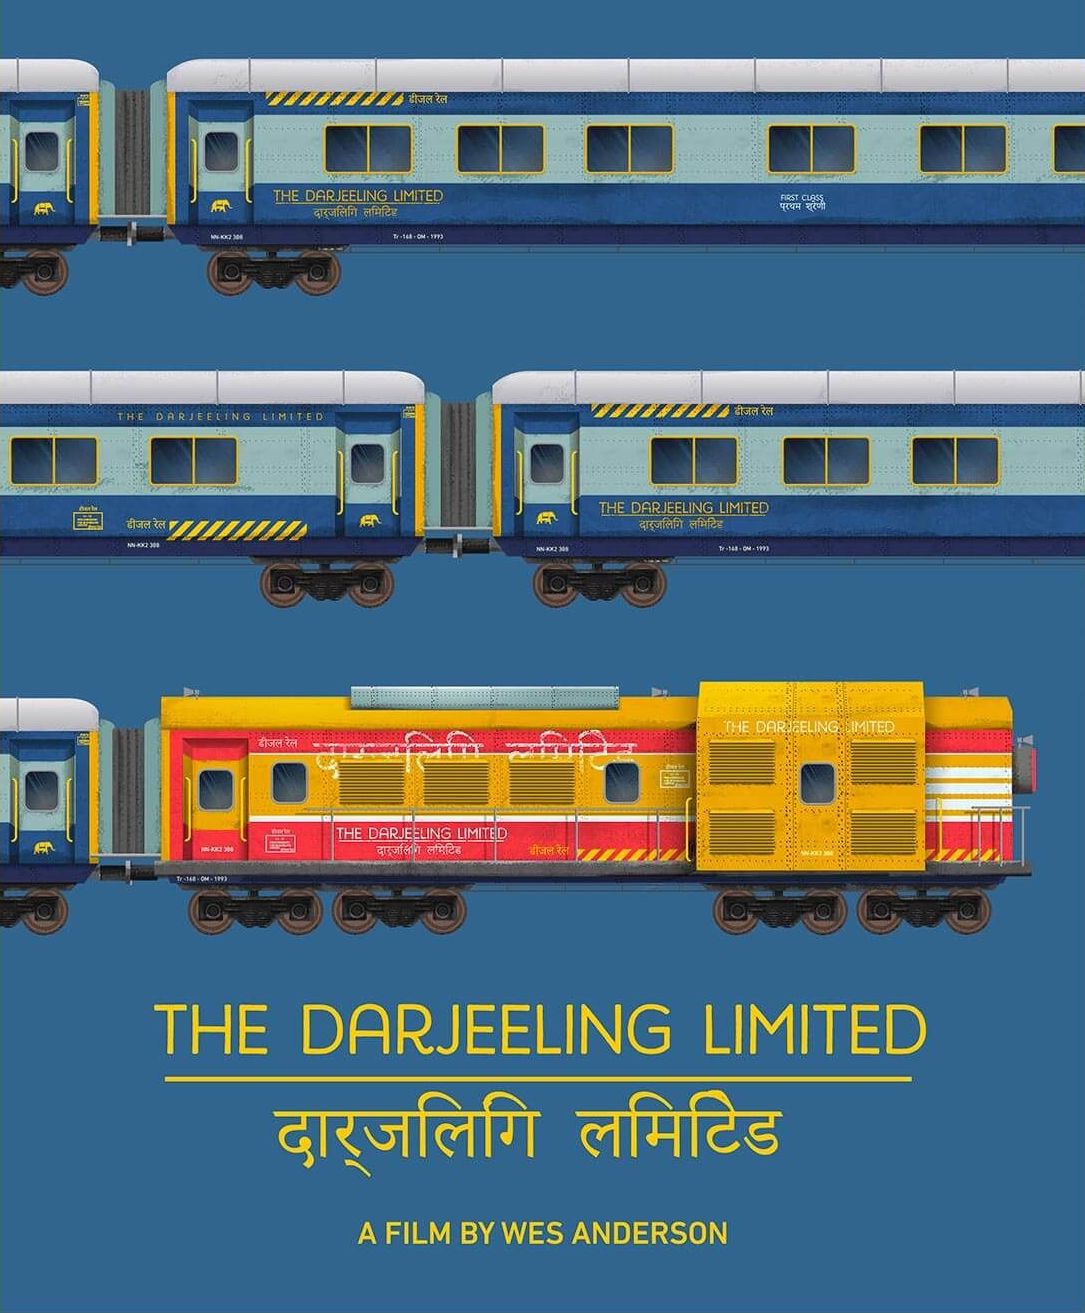 डीजल रेल
THE DARJEELING LIMITED
दार्जलिगि लमिटिड
FIRST CLASS
प्रथम श्रेणी
NN-KK2 308
Tr -168 - OM - 1993
THE DARJEELING LIMITED
डीजल रेल
NN-KK2 308
डीजल रेल
THE DARJEELING LIMITED
दार्जलिगि लमिटिड
NN-KK2 308
Tr -168 - OM - 1993
THE DARJEELING LIMITED
डीजल रेल
दार्जलिगि लमिटिड
THE DARJEELING LIMITED
दार्जलिगि लमिटिड
डीजल रेल
NN-KK2 308
NN-KK2 308
Tr -168 - OM - 1993
THE DARJEELING LIMITED
दार्जलिगि लमिटिड
A FILM BY WES ANDERSON